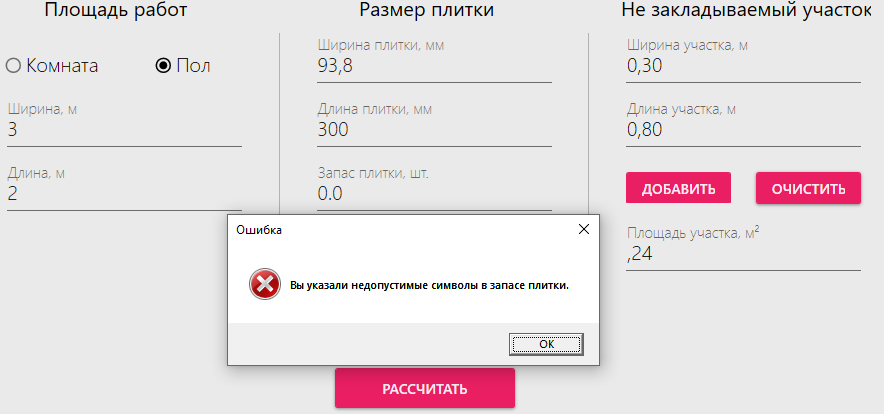 Площадь работ
Размер плитки
Не закладываемый участок
Комната
Пол
Ширина, м
3
Длина, м
2
Ширина плитки, мм
93,8
Длина плитки, мм
300
Запас плитки, шт.
0.0
Ширина участка, м
0,30
Длина участка, м
0,80
ДОБАВИТЬ
ОЧИСТИТЬ
Площадь участка, м²
,24
Ошибка
Вы указали недопустимые символы в запасе плитки.
OK
РАССЧИТАТЬ